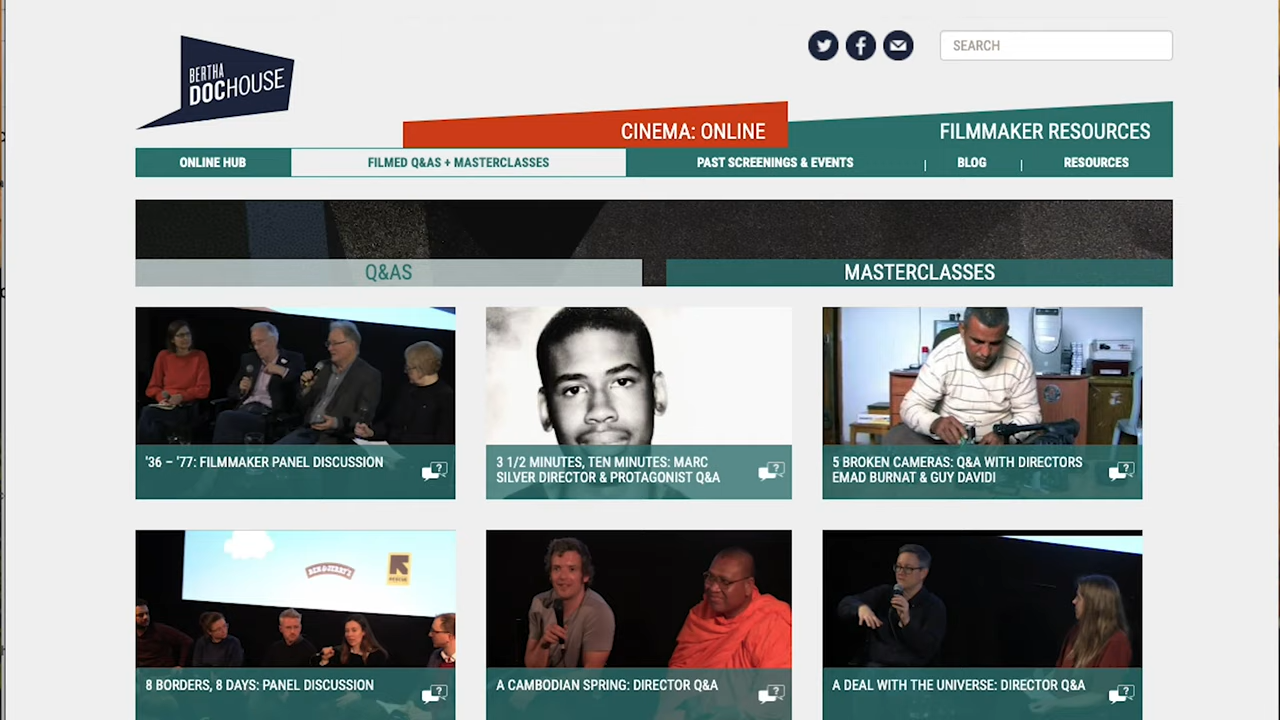 BERTHA
DOCHOUSE
SEARCH
CINEMA: ONLINE
FILMMAKER RESOURCES
ONLINE HUB
FILMED Q&AS + MASTERCLASSES
PAST SCREENINGS & EVENTS
BLOG
RESOURCES
Q&AS
MASTERCLASSES
'36 – '77: FILMMAKER PANEL DISCUSSION
3 1/2 MINUTES, TEN MINUTES: MARC
SILVER DIRECTOR & PROTAGONIST Q&A
5 BROKEN CAMERAS: Q&A WITH DIRECTORS
EMAD BURNAT & GUY DAVIDI
BEN & JERRY'S
8 BORDERS, 8 DAYS: PANEL DISCUSSION
A CAMBODIAN SPRING: DIRECTOR Q&A
A DEAL WITH THE UNIVERSE: DIRECTOR Q&A